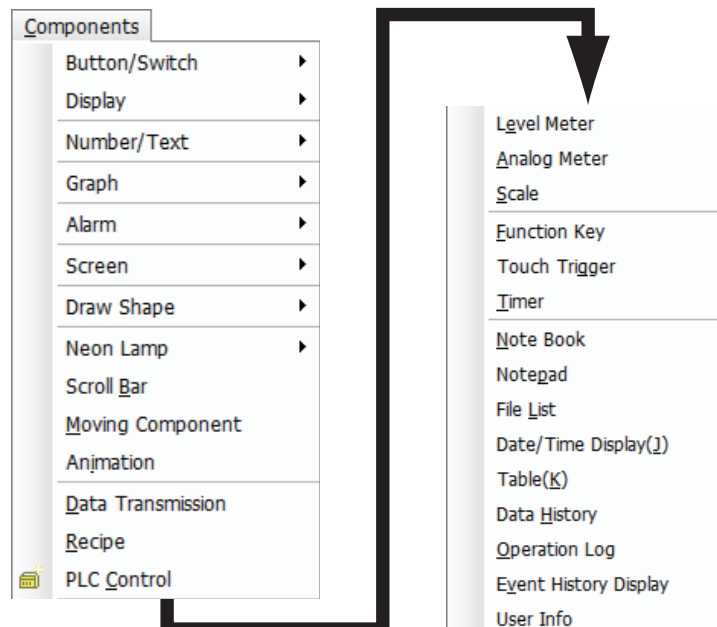 Components
Button/Switch
Display
Number/Text
Graph
Alarm
Screen
Draw Shape
Neon Lamp
Scroll Bar
Moving Component
Animation
Data Transmission
Recipe
PLC Control
Level Meter
Analog Meter
Scale
Function Key
Touch Trigger
Timer
Note Book
Notepad
File List
Date/Time Display(J)
Table(K)
Data History
Operation Log
Event History Display
User Info